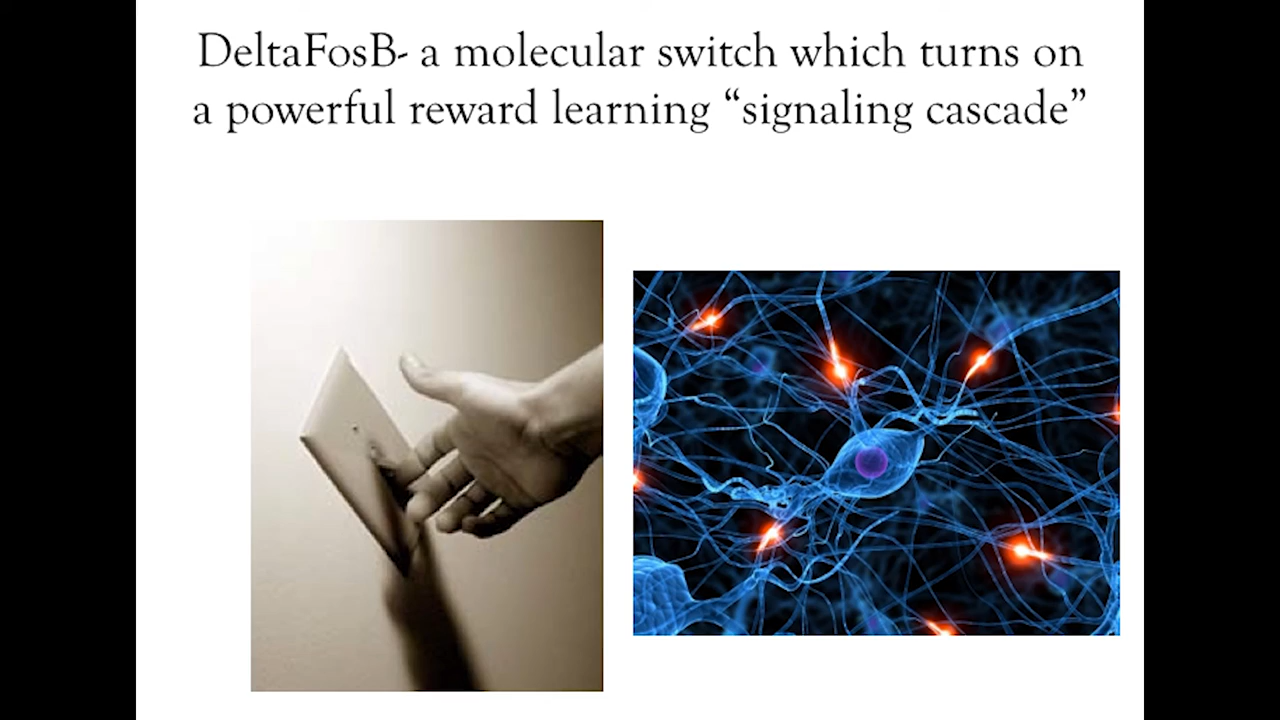 DeltaFosB- a molecular switch which turns on
a powerful reward learning “signaling cascade”